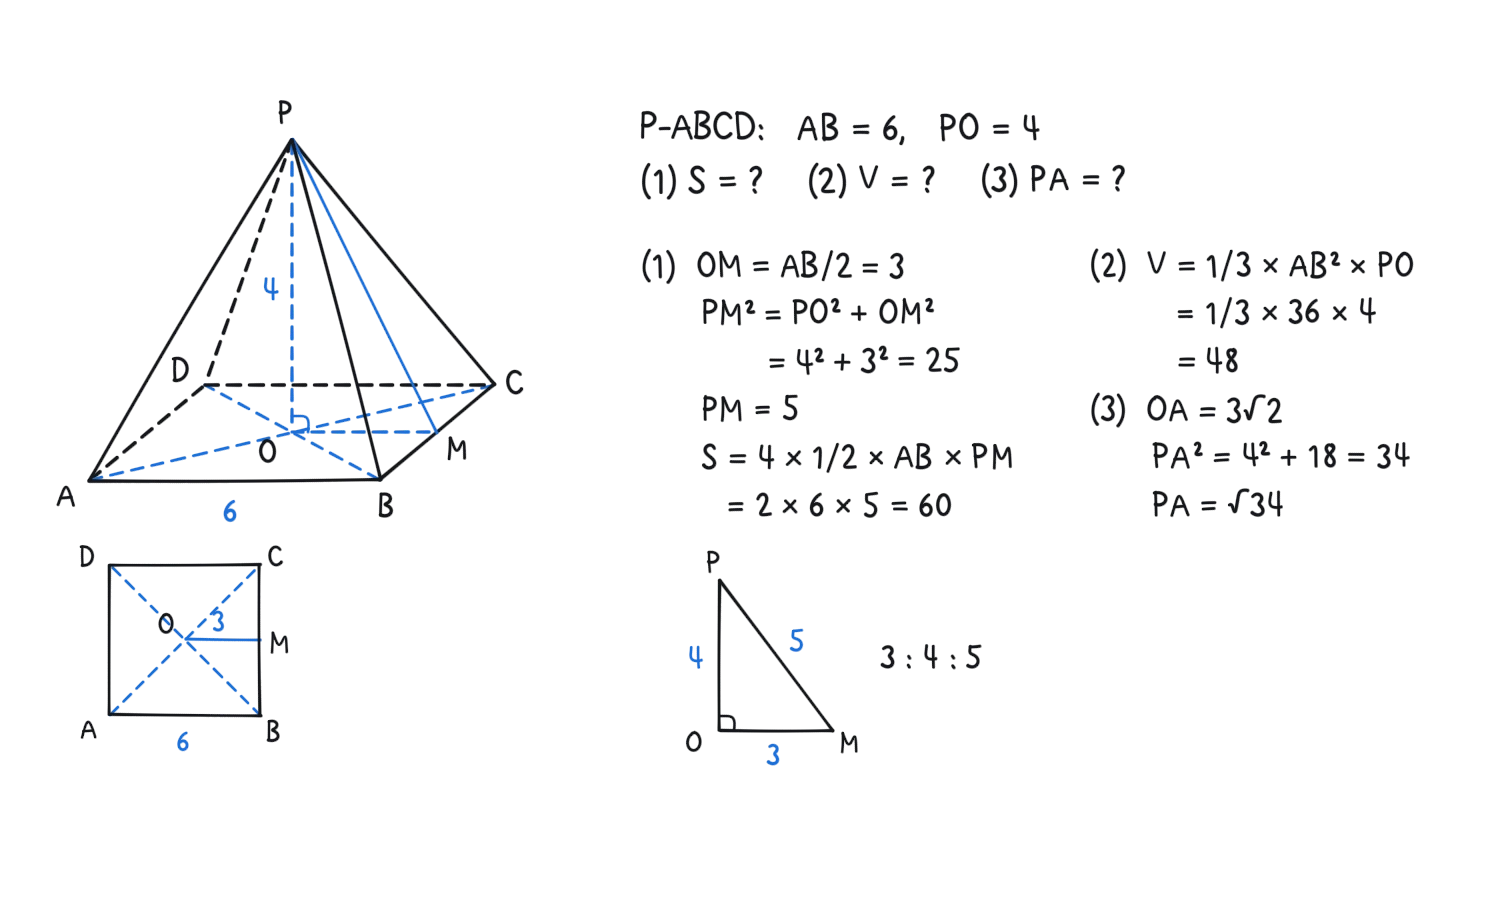 P
4
D
C
O
M
A
6
B
P-ABCD: AB = 6, PO = 4
(1) S = ? (2) V = ? (3) PA = ?
(1) OM = AB/2 = 3
PM² = PO² + OM²
= 4² + 3² = 25
PM = 5
S = 4 × 1/2 × AB × PM
= 2 × 6 × 5 = 60
(2) V = 1/3 × AB² × PO
= 1/3 × 36 × 4
= 48
(3) OA = 3√2
PA² = 4² + 18 = 34
PA = √34
D
C
O
3
M
A
6
B
P
4
5
O
3
M
3 : 4 : 5